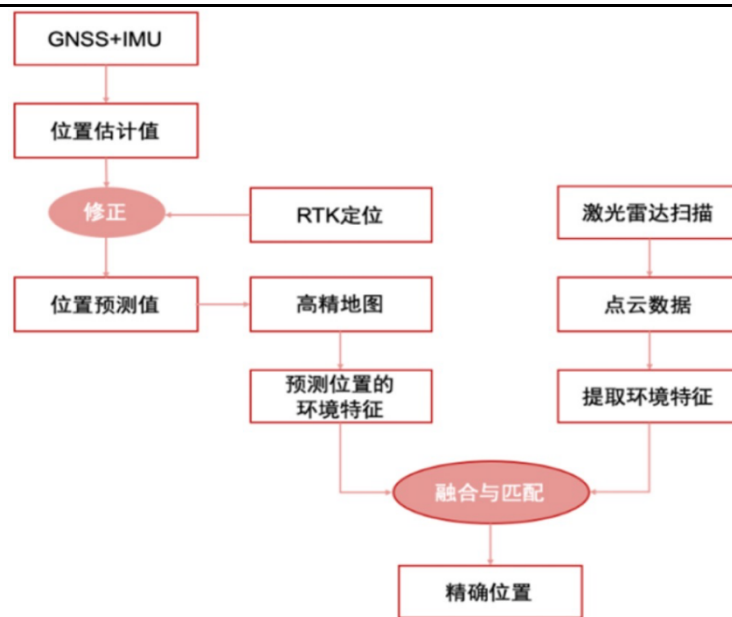 GNSS+IMU
位置估计值
修正
RTK定位
激光雷达扫描
位置预测值
高精地图
点云数据
预测位置的
环境特征
提取环境特征
融合与匹配
精确位置